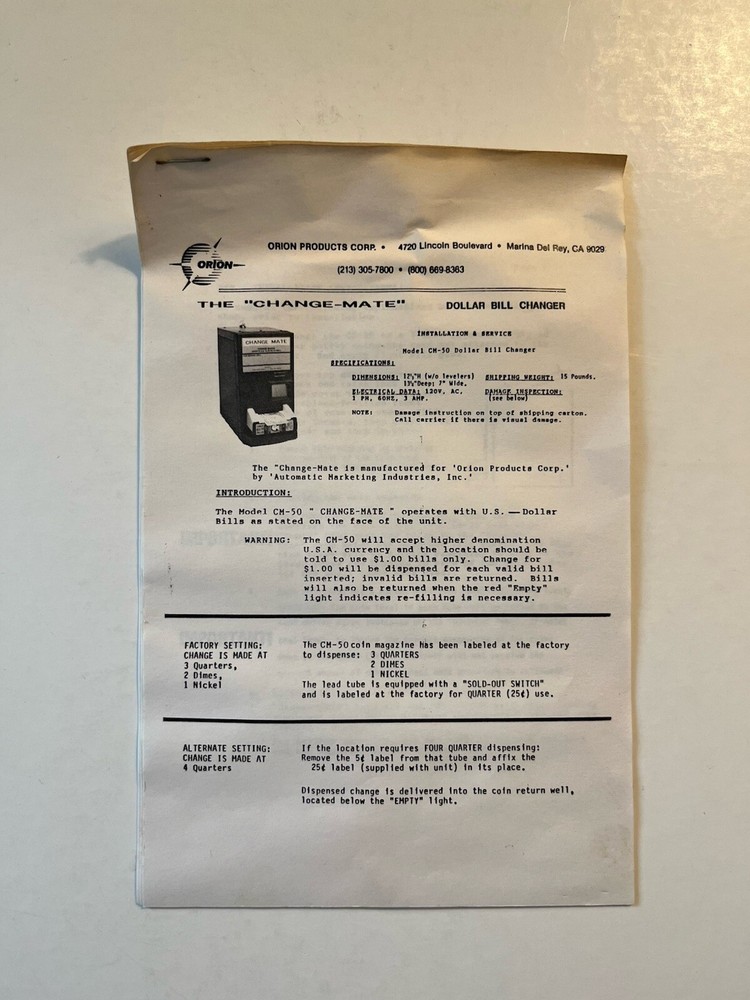 ORION
ORION PRODUCTS CORP. • 4720 Lincoln Boulevard • Marina Del Rey, CA 9029
(213) 305-7800 • (800) 669-8363
THE "CHANGE-MATE" DOLLAR BILL CHANGER
CHANGE MATE
INSTALLATION & SERVICE
Model CM-50 Dollar Bill Changer
SPECIFICATIONS:
DIMENSIONS: 12½"H (w/o levelers) SHIPPING WEIGHT: 15 Pounds.
13½"Deep; 7" Wide.
ELECTRICAL DATA: 120V, AC, DAMAGE INSPECTION:
1 PH, 60HZ, 3 AMP. (see below)
NOTE: Damage instruction on top of shipping carton.
Call carrier if there is visual damage.
The "Change-Mate is manufactured for 'Orion Products Corp.'
by 'Automatic Marketing Industries, Inc.'
INTRODUCTION:
The Model CM-50 " CHANGE-MATE " operates with U.S. — Dollar
Bills as stated on the face of the unit.
WARNING: The CM-50 will accept higher denomination
U.S.A. currency and the location should be
told to use $1.00 bills only. Change for
$1.00 will be dispensed for each valid bill
inserted; invalid bills are returned. Bills
will also be returned when the red "Empty"
light indicates re-filling is necessary.
FACTORY SETTING: The CM-50 coin magazine has been labeled at the factory
CHANGE IS MADE AT to dispense: 3 QUARTERS
3 Quarters, 2 DIMES
2 Dimes, 1 NICKEL
1 Nickel The lead tube is equipped with a "SOLD-OUT SWITCH"
and is labeled at the factory for QUARTER (25¢) use.
ALTERNATE SETTING: If the location requires FOUR QUARTER dispensing:
CHANGE IS MADE AT Remove the 5¢ label from that tube and affix the
4 Quarters 25¢ label (supplied with unit) in its place.
Dispensed change is delivered into the coin return well,
located below the "EMPTY" light.